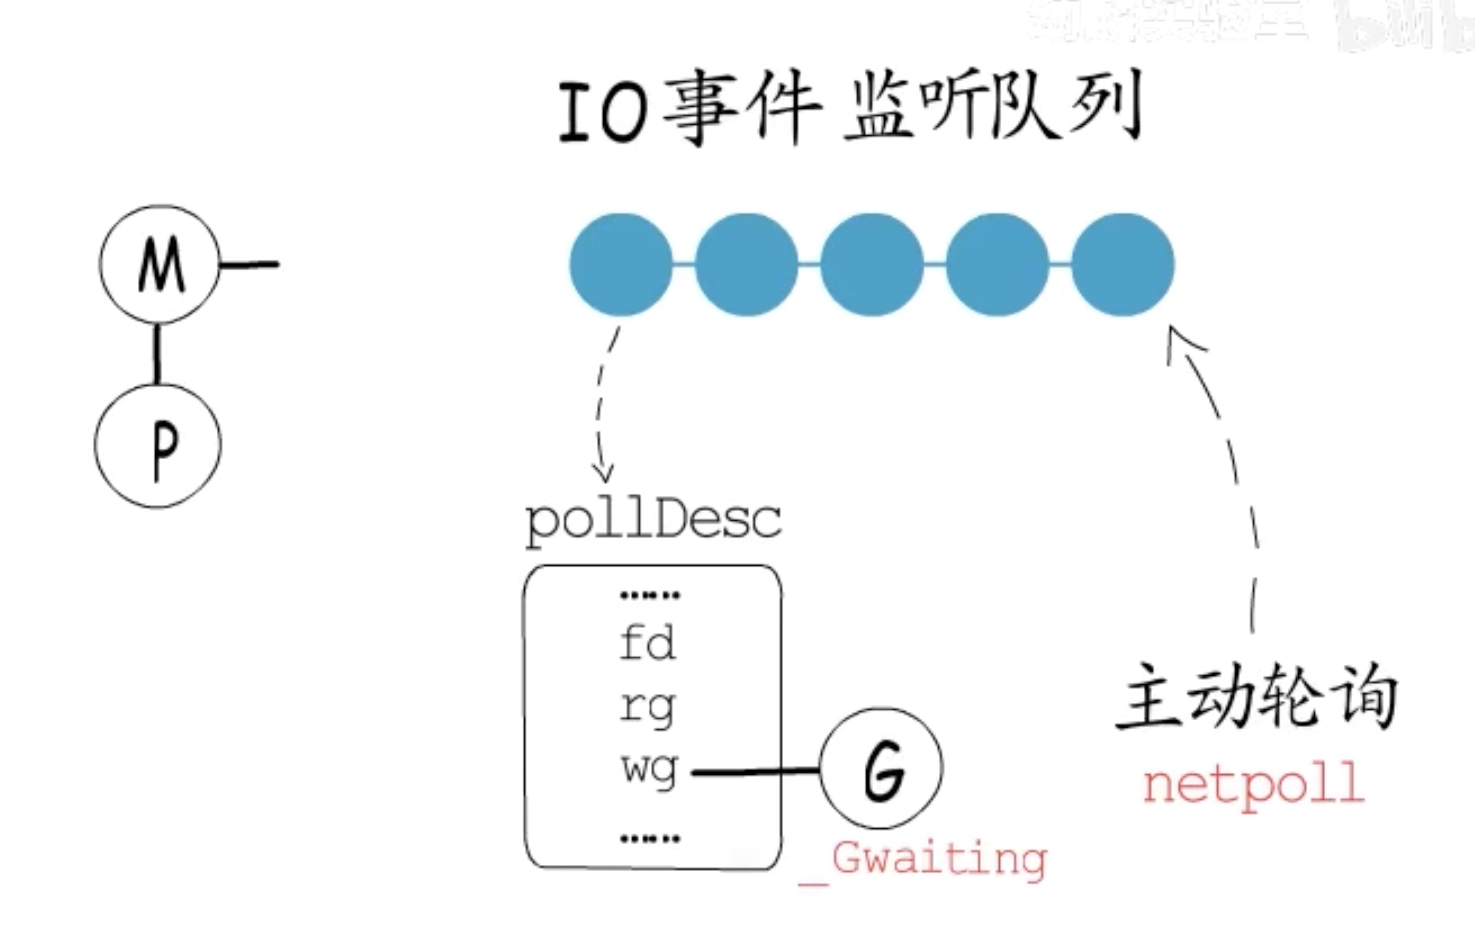 IO事件 监听队列
M
P
pollDesc
......
fd
rg
wg
G
......
_Gwaiting
主动轮询
netpoll